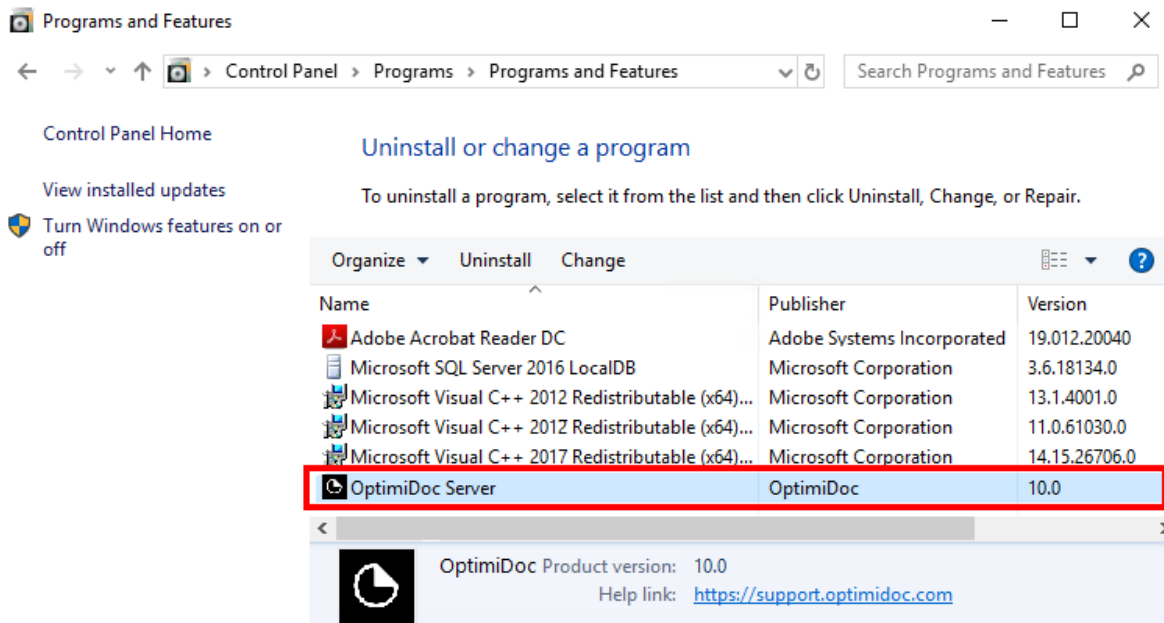 Programs and Features
Control Panel > Programs > Programs and Features
Search Programs and Features
Control Panel Home
View installed updates
Turn Windows features on or
off
Uninstall or change a program
To uninstall a program, select it from the list and then click Uninstall, Change, or Repair.
Organize Uninstall Change
Name Publisher Version
Adobe Acrobat Reader DC Adobe Systems Incorporated 19.012.20040
Microsoft SQL Server 2016 LocalDB Microsoft Corporation 3.6.18134.0
Microsoft Visual C++ 2012 Redistributable (x64)... Microsoft Corporation 13.1.4001.0
Microsoft Visual C++ 2012 Redistributable (x64)... Microsoft Corporation 11.0.61030.0
Microsoft Visual C++ 2017 Redistributable (x64)... Microsoft Corporation 14.15.26706.0
OptimiDoc Server OptimiDoc 10.0
OptimiDoc Product version: 10.0
Help link: https://support.optimidoc.com